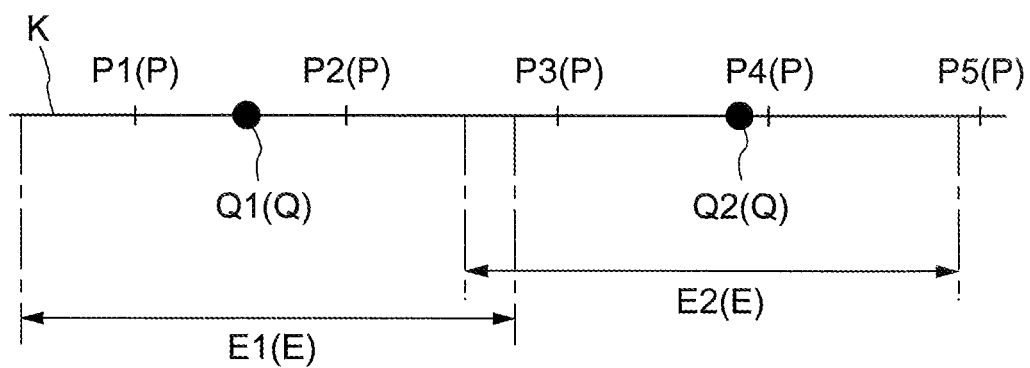 K
P1(P) P2(P) P3(P) P4(P) P5(P)
Q1(Q) Q2(Q)
E2(E)
E1(E)